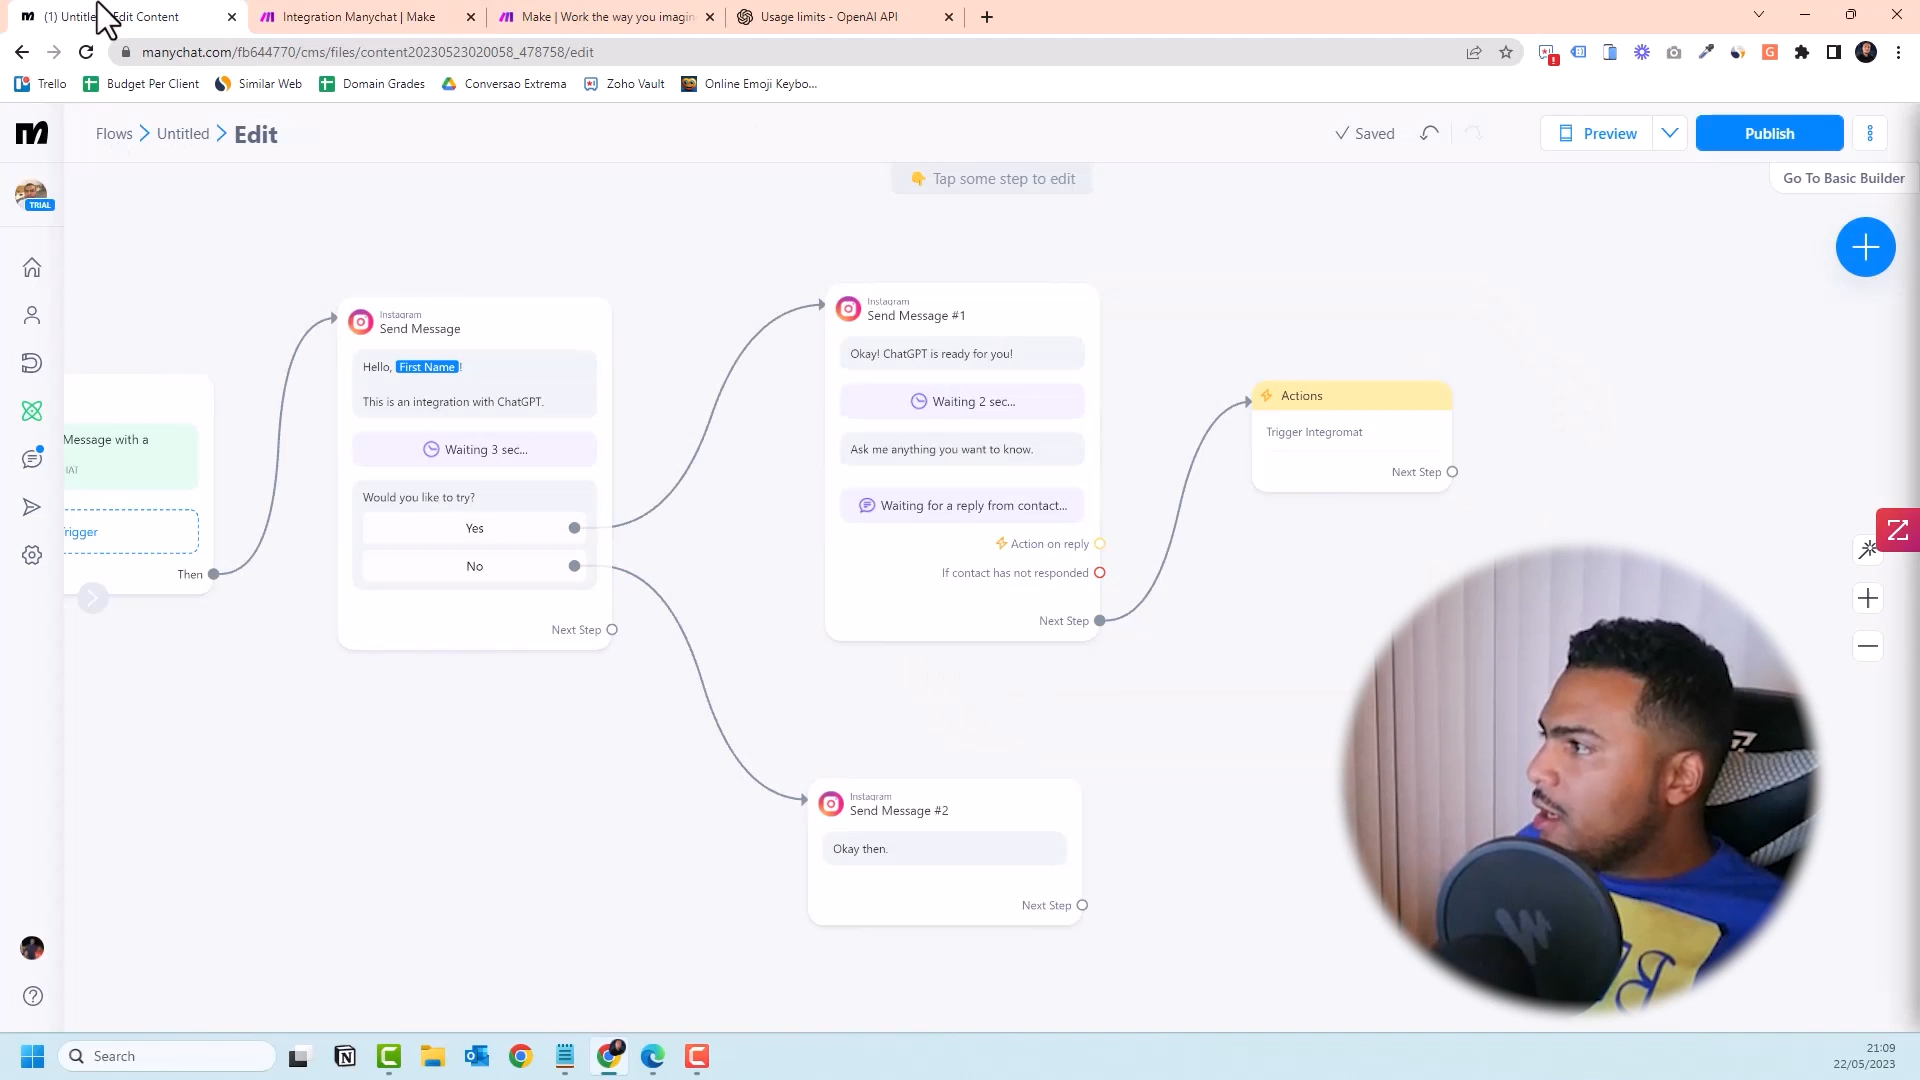 (1) Untitle
Edit Content
Integration Manychat | Make
Make | Work the way you imagin
Usage limits - OpenAI API
manychat.com/fb644770/cms/files/content20230523020058_478758/edit
Trello
Budget Per Client
Similar Web
Domain Grades
Conversao Extrema
Zoho Vault
Online Emoji Keybo...
Flows
Untitled
Edit
Saved
Preview
Publish
👇 Tap some step to edit
Go To Basic Builder
TRIAL
Message with a
Trigger
Then
Instagram
Send Message
Hello, First Name!
This is an integration with ChatGPT.
Waiting 3 sec...
Would you like to try?
Yes
No
Next Step
Instagram
Send Message #1
Okay! ChatGPT is ready for you!
Waiting 2 sec...
Ask me anything you want to know.
Waiting for a reply from contact...
Action on reply
If contact has not responded
Next Step
Actions
Trigger Integromat
Next Step
Instagram
Send Message #2
Okay then.
Next Step
Search
21:09
22/05/2023